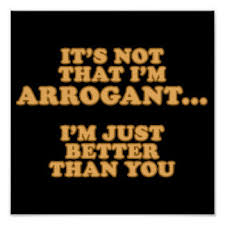 IT'S NOT
THAT I'M
ARROGANT...
I'M JUST
BETTER
THAN YOU